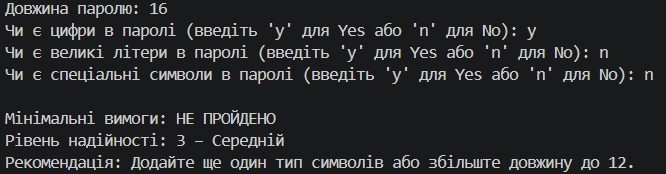 Довжина паролю: 16
Чи є цифри в паролі (введіть 'y' для Yes або 'n' для No): y
Чи є великі літери в паролі (введіть 'y' для Yes або 'n' для No): n
Чи є спеціальні символи в паролі (введіть 'y' для Yes або 'n' для No): n
Мінімальні вимоги: НЕ ПРОЙДЕНО
Рівень надійності: 3 – Середній
Рекомендація: Додайте ще один тип символів або збільште довжину до 12.